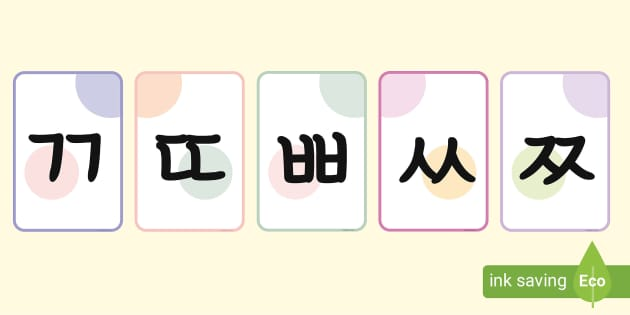 ㄲ ㄸ ㅃ ㅆ ㅉ
ink saving Eco